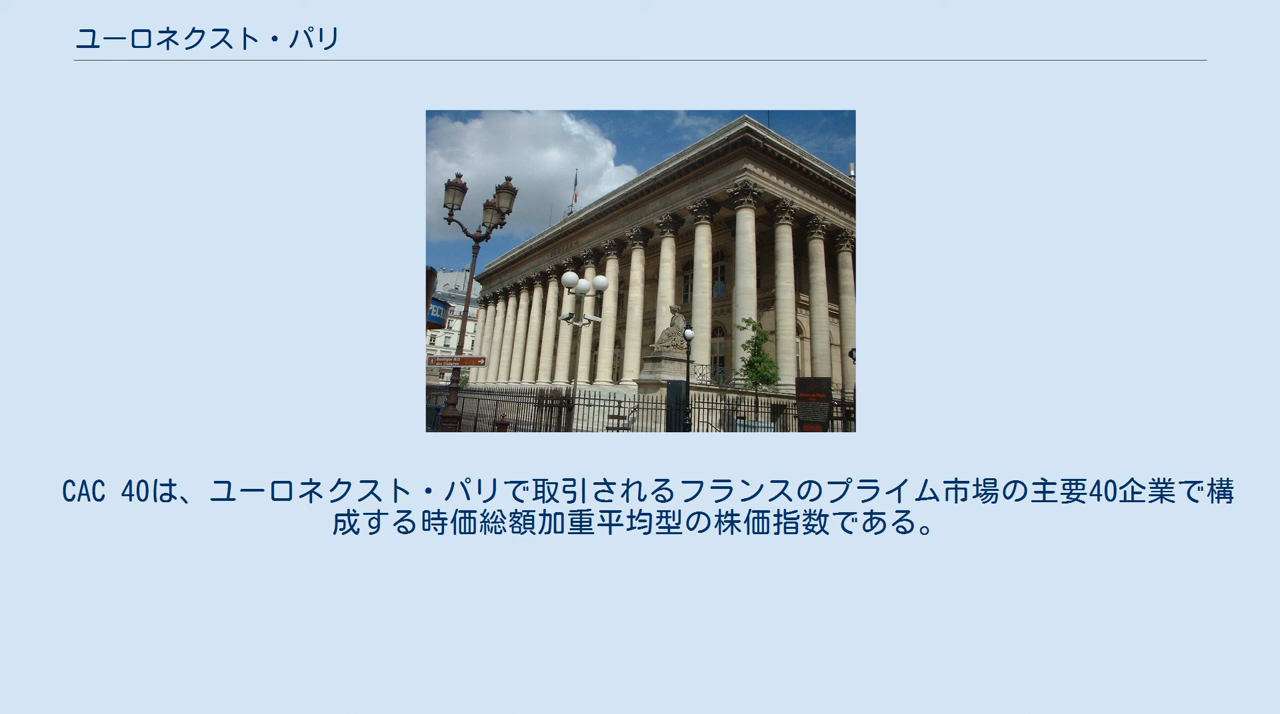 ユーロネクスト・パリ
CAC 40は、ユーロネクスト・パリで取引されるフランスのプライム市場の主要40企業で構
成する時価総額加重平均型の株価指数である。